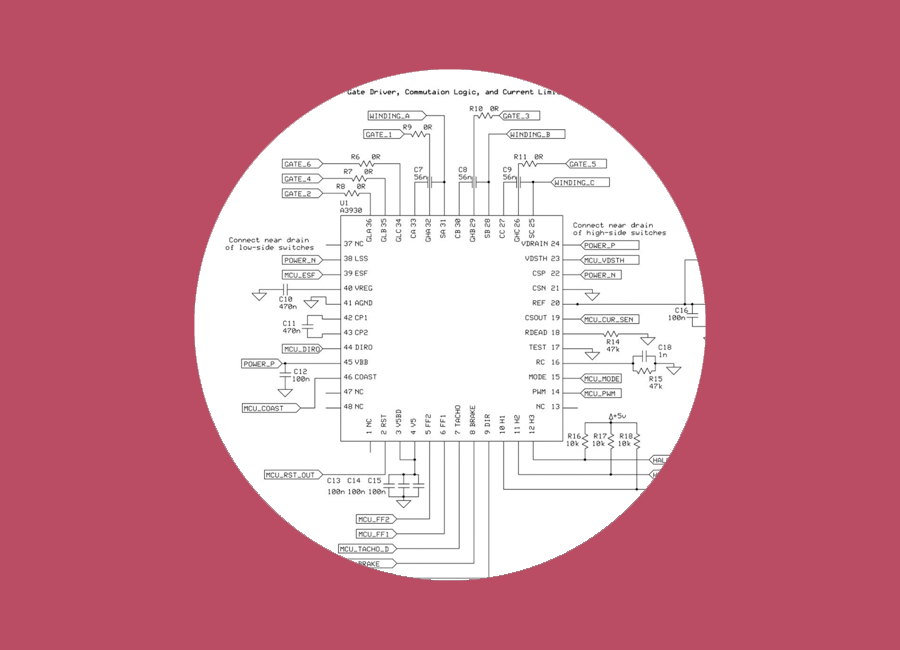 Gate Driver, Commutaion Logic, and Current
WINDING_A
R10 0R
GATE_3
R9 0R
GATE_1
WINDING_B
R6 0R
GATE_6
R11 0R
GATE_5
R7 0R
GATE_4
C7
56n
C8
56n
C9
56n
WINDING_C
R8 0R
GATE_2
U1
A3930
GLA 36
GLB 35
GLC 34
CA 33
GHA 32
SA 31
CB 30
GHB 29
SB 28
CC 27
GHC 26
SC 25
Connect near drain
of low-side switches
Connect near drain
of high-side switches
37 NC
VDRAIN 24
POWER_P
POWER_N
38 LSS
VDSTH 23
MCU_VDSTH
MCU_ESF
39 ESF
CSP 22
POWER_N
40 VREG
CSN 21
C10
470n
41 AGND
REF 20
C16
100n
C11
470n
42 CP1
CSOUT 19
MCU_CUR_SEN
43 CP2
RDEAD 18
R14
47k
MCU_DIRO
44 DIRO
TEST 17
C18
1n
POWER_P
45 VBB
RC 16
C12
100n
R15
47k
46 COAST
MODE 15
MCU_MODE
47 NC
PWM 14
MCU_PWM
MCU_COAST
48 NC
NC 13
1 NC
2 RST
3 V5BD
4 V5
5 FF2
6 FF1
7 TACHO
8 BRAKE
9 DIR
10 H1
11 H2
12 H3
+5v
R16
10k
R17
10k
R18
10k
MCU_RST_OUT
C13 C14 C15
100n 100n 100n
MCU_FF2
MCU_FF1
MCU_TACHO_D
BRAKE